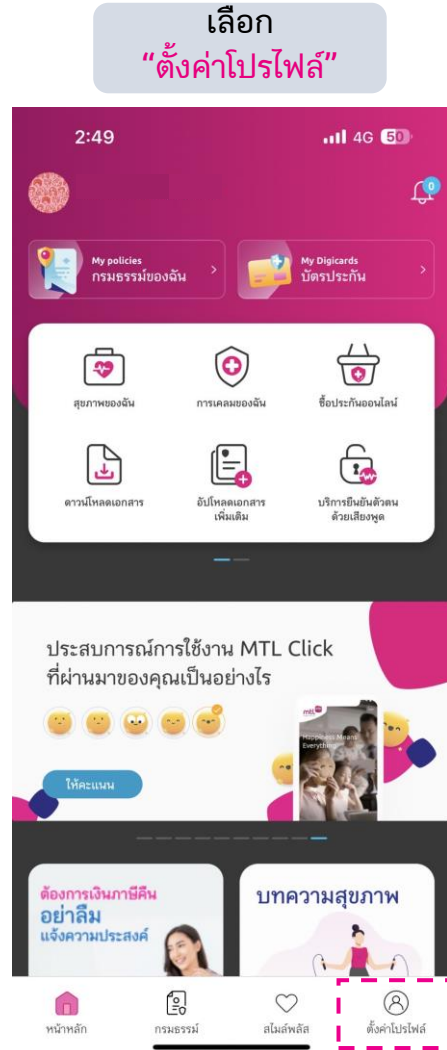 เลือก
“ตั้งค่าโปรไฟล์”
2:49
4G 50
0
My policies
กรมธรรม์ของฉัน
My Digicards
บัตรประกัน
สุขภาพของฉัน
การเคลมของฉัน
ซื้อประกันออนไลน์
ดาวน์โหลดเอกสาร
อัปโหลดเอกสาร
เพิ่มเติม
บริการยืนยันตัวตน
ด้วยเสียงพูด
ประสบการณ์การใช้งาน MTL Click
ที่ผ่านมาของคุณเป็นอย่างไร
mtl
Happiness Means
Everything
ให้คะแนน
ต้องการเงินภาษีคืน
อย่าลืม
แจ้งความประสงค์
บทความสุขภาพ
หน้าหลัก
กรมธรรม์
สไมล์พลัส
ตั้งค่าโปรไฟล์